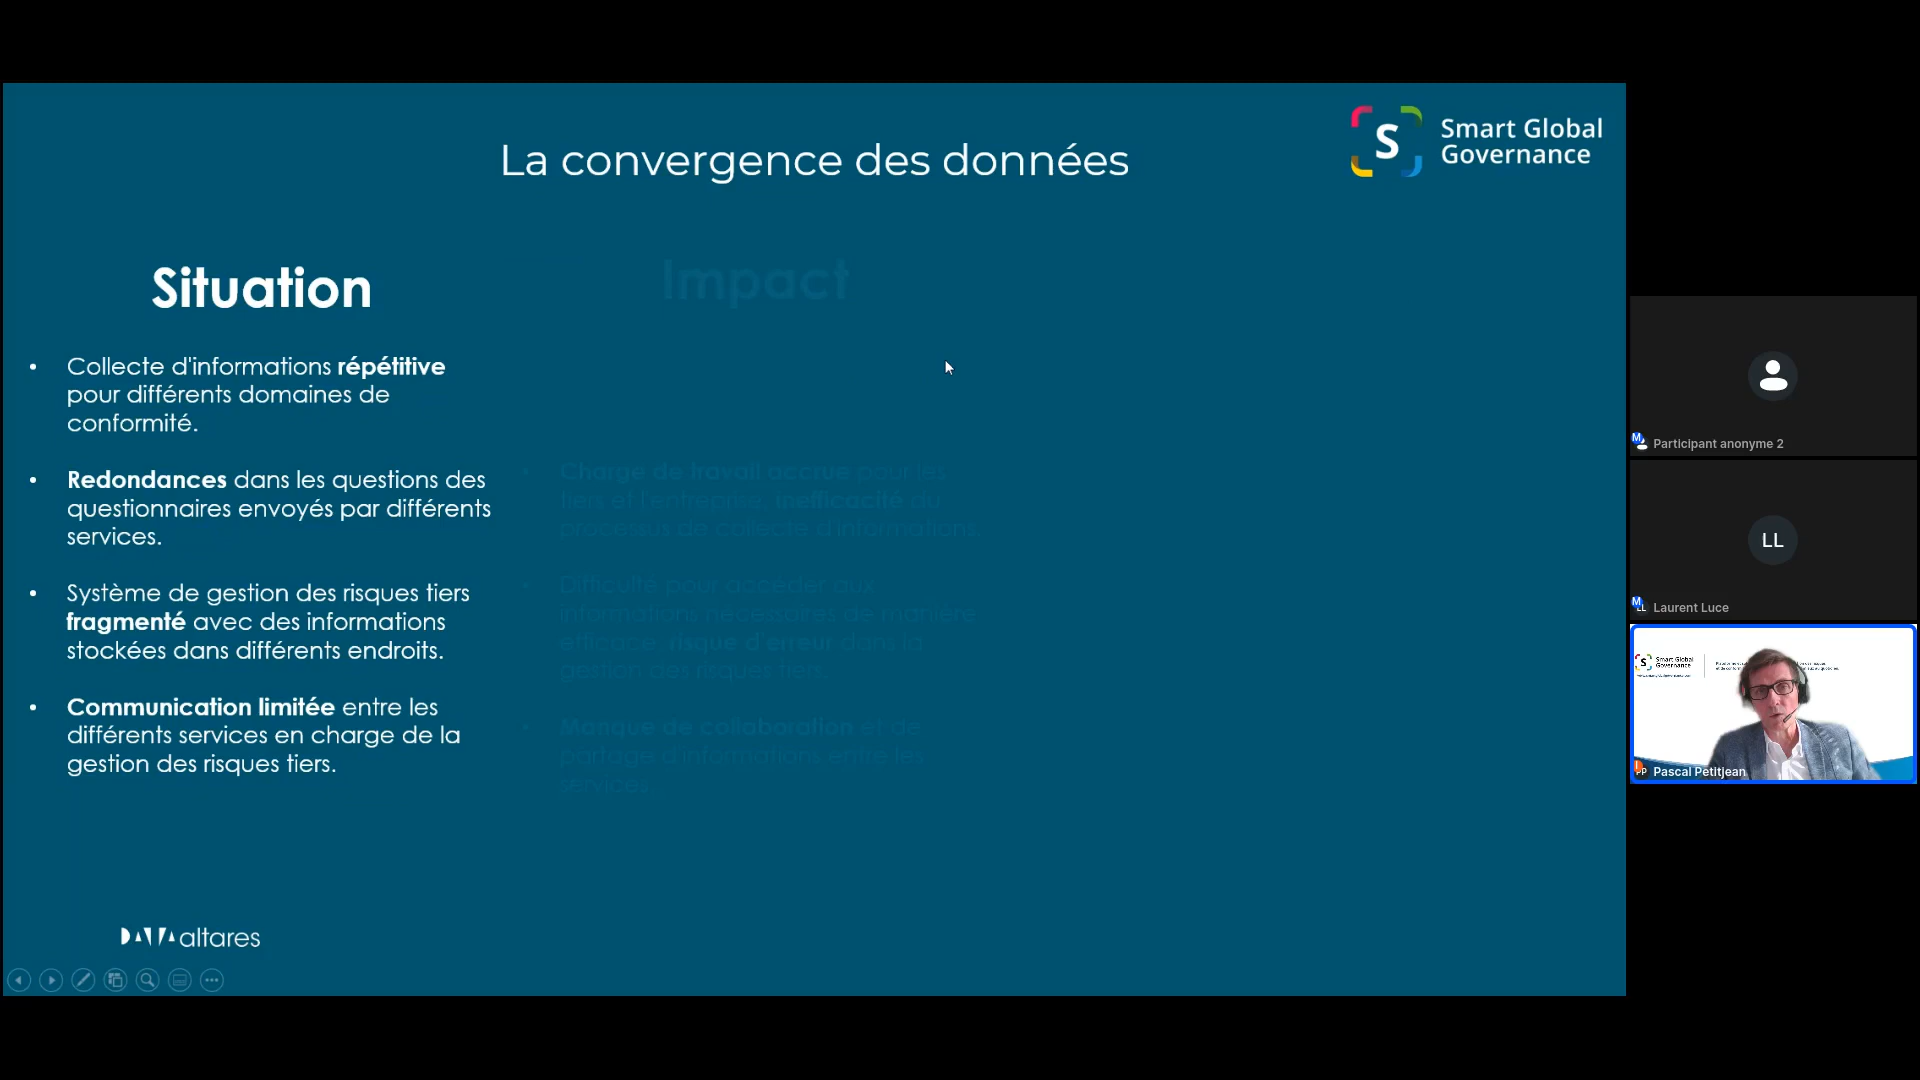 La convergence des données
S
Smart Global
Governance
Situation
• Collecte d'informations répétitive
pour différents domaines de
conformité.
• Redondances dans les questions des
questionnaires envoyés par différents
services.
• Système de gestion des risques tiers
fragmenté avec des informations
stockées dans différents endroits.
• Communication limitée entre les
différents services en charge de la
gestion des risques tiers.
Impact
• Charge de travail accrue pour les
tiers et l'entreprise, inefficacité du
processus de collecte d'informations.
• Difficulté pour accéder aux
informations nécessaires de manière
efficace, risque d'erreur dans la
gestion des risques tiers.
• Manque de collaboration et de
partage d'informations entre les
services.
DATA altares
Participant anonyme 2
LL
Laurent Luce
S Smart Global
Governance
PP Pascal Petitjean